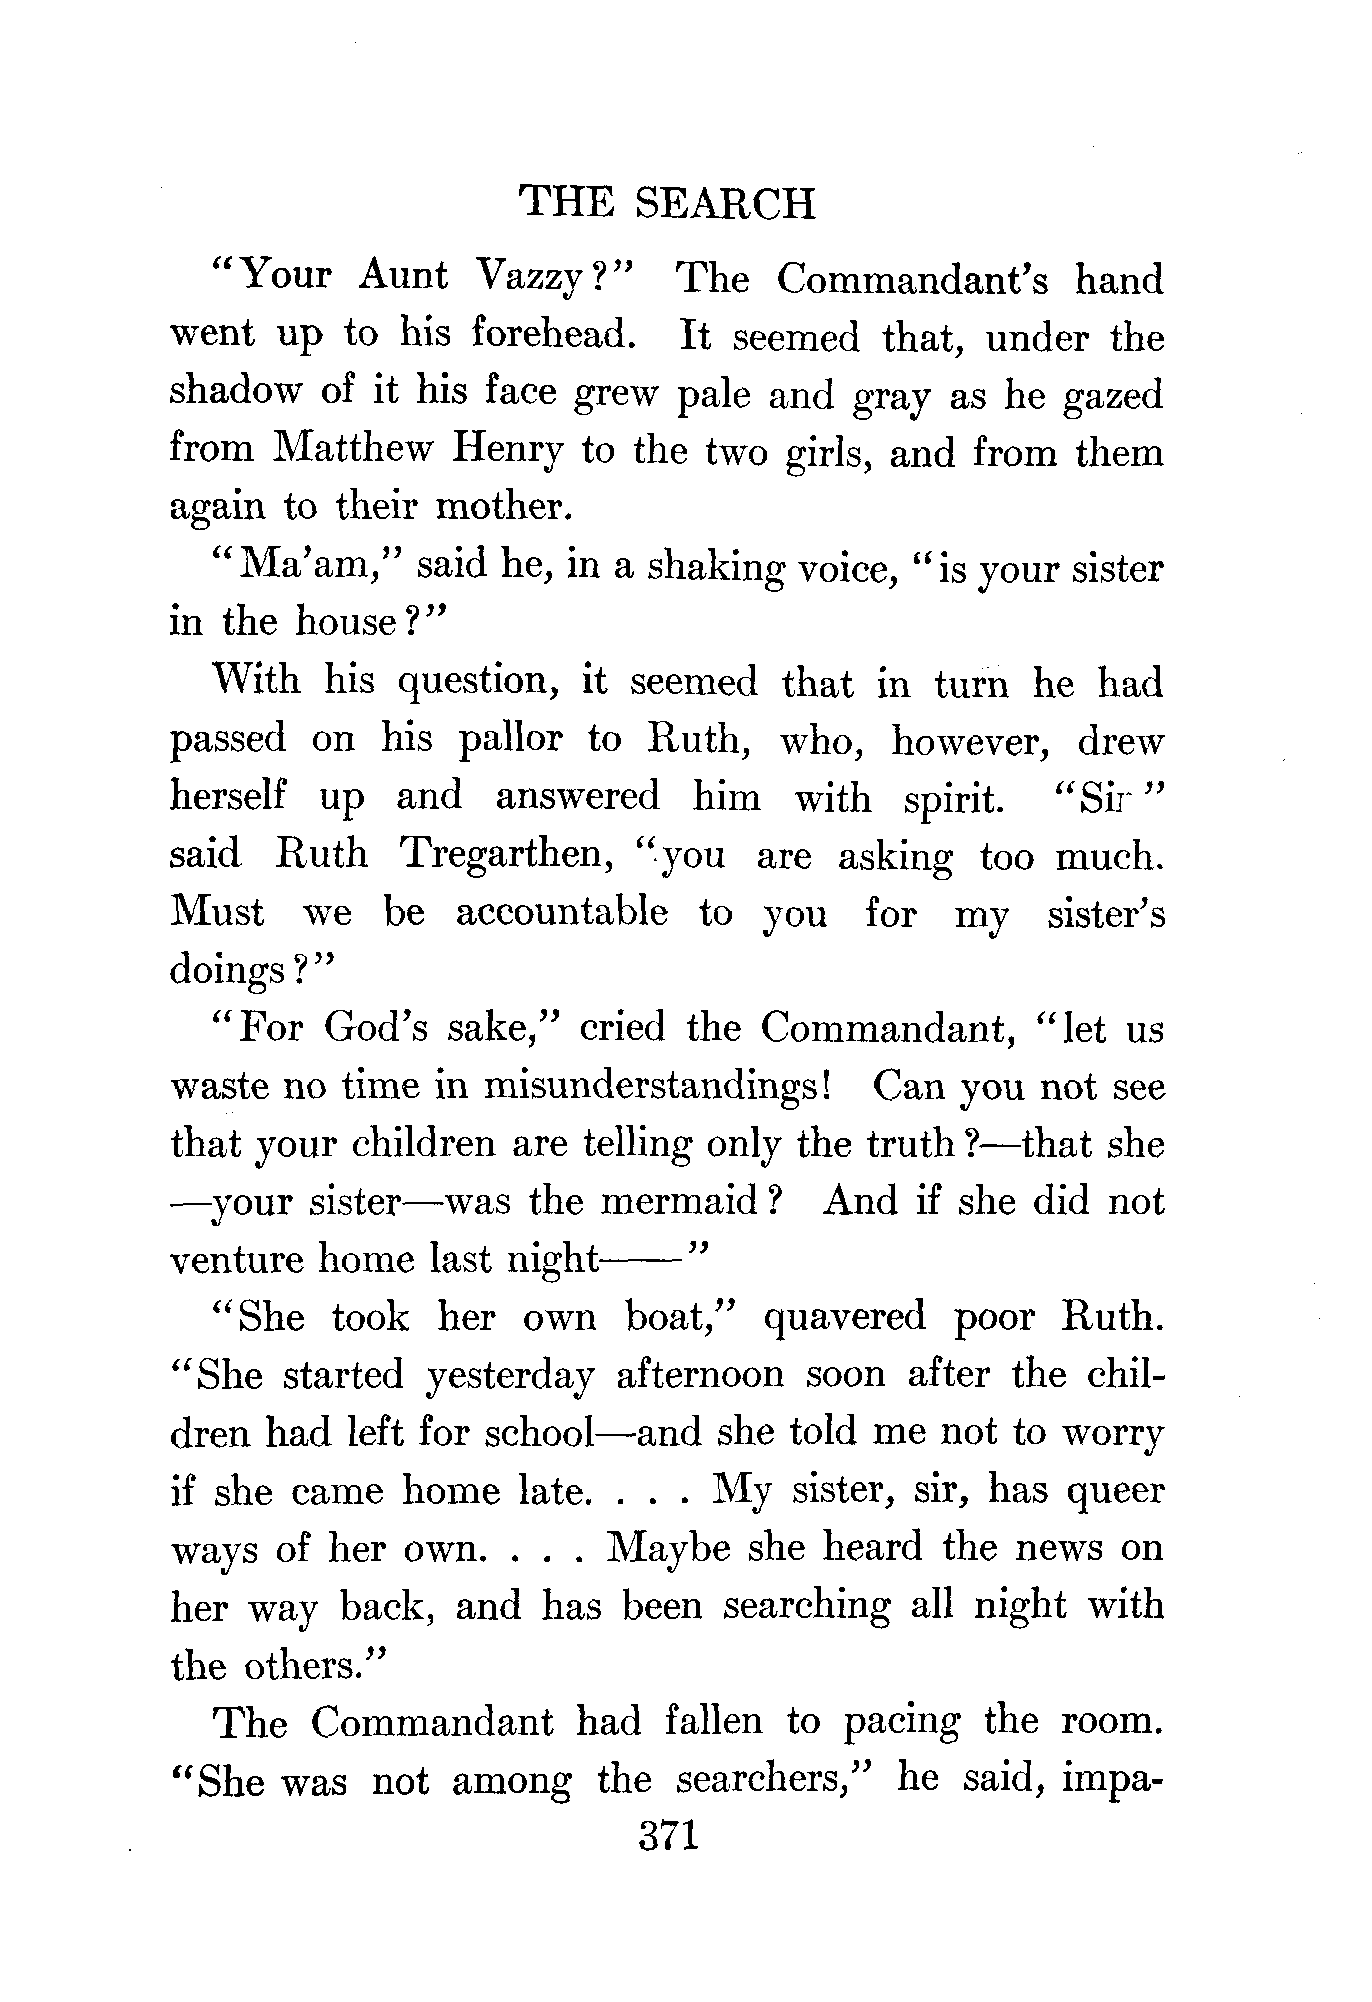 THE SEARCH
"Your Aunt Vazzy?" The Commandant's hand
went up to his forehead. It seemed that, under the
shadow of it his face grew pale and gray as he gazed
from Matthew Henry to the two girls, and from them
again to their mother.
"Ma'am," said he, in a shaking voice, "is your sister
in the house?"
With his question, it seemed that in turn he had
passed on his pallor to Ruth, who, however, drew
herself up and answered him with spirit. "Sir"
said Ruth Tregarthen, "you are asking too much.
Must we be accountable to you for my sister's
doings?"
"For God's sake," cried the Commandant, "let us
waste no time in misunderstandings! Can you not see
that your children are telling only the truth?—that she
—your sister—was the mermaid? And if she did not
venture home last night——"
"She took her own boat," quavered poor Ruth.
"She started yesterday afternoon soon after the chil-
dren had left for school—and she told me not to worry
if she came home late. . . . My sister, sir, has queer
ways of her own. . . . Maybe she heard the news on
her way back, and has been searching all night with
the others."
The Commandant had fallen to pacing the room.
"She was not among the searchers," he said, impa-
371